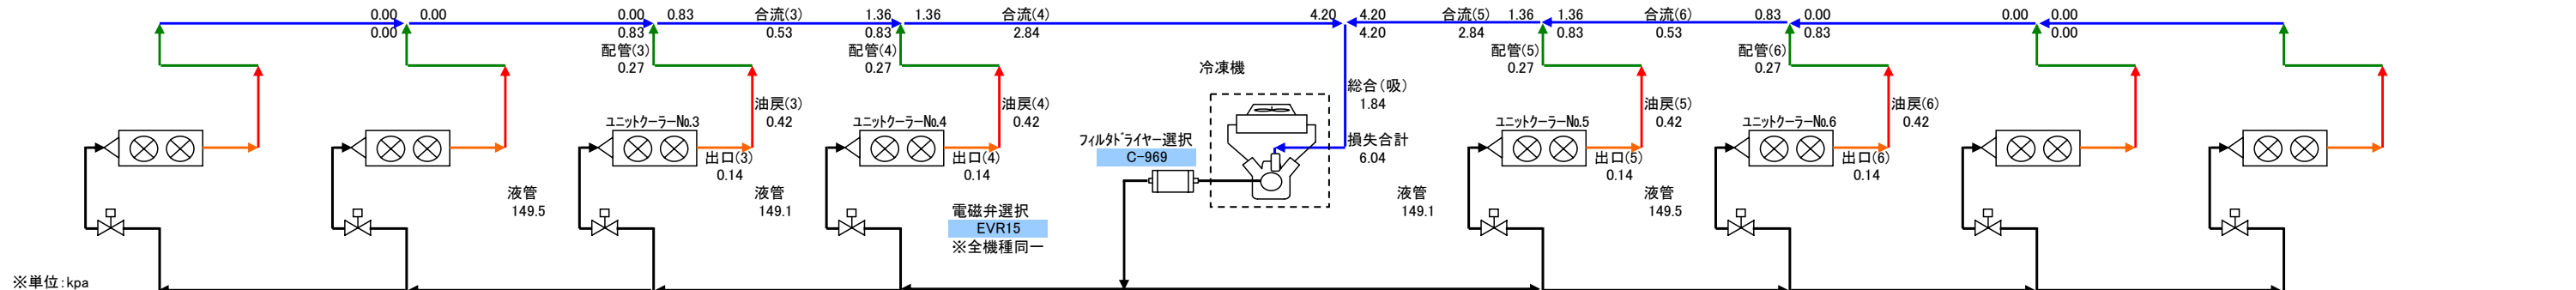 0.00 0.00 0.00 0.83 合流(3) 1.36 1.36 合流(4) 4.20 4.20 合流(5) 1.36 1.36 合流(6) 0.83 0.00 0.00 0.00
0.00 0.83 0.53 0.83 2.84 4.20 2.84 0.83 0.53 0.83 0.00
配管(3) 配管(4) 配管(5) 配管(6)
0.27 0.27 冷凍機 0.27 0.27
総合(吸)
油戻(3) 油戻(4) 1.84 油戻(5) 油戻(6)
ユニットクーラーNo.3 0.42 ユニットクーラーNo.4 0.42 ユニットクーラーNo.5 0.42 ユニットクーラーNo.6 0.42
フィルタドライヤー選択 損失合計
出口(3) 出口(4) C-969 6.04 出口(5) 出口(6)
0.14 0.14 0.14 0.14
液管 液管 液管 液管
149.5 149.1 電磁弁選択 149.1 149.5
EVR15
※全機種同一
※単位:kpa